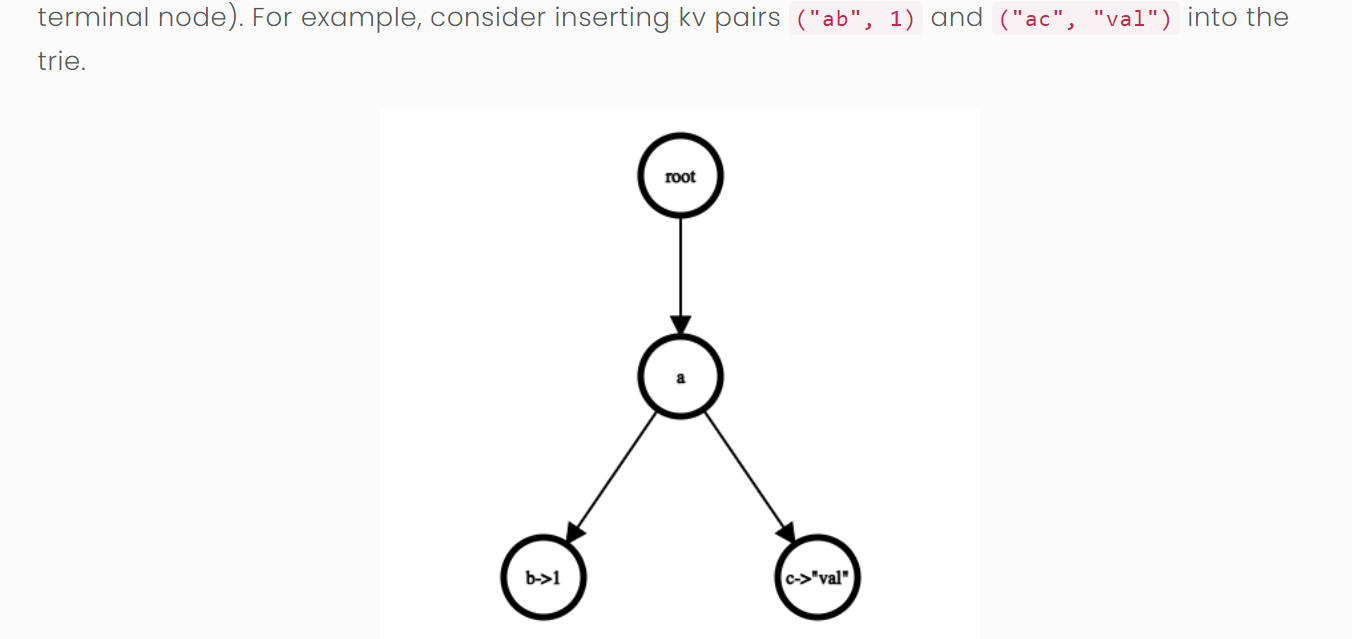 terminal node). For example, consider inserting kv pairs ("ab", 1) and ("ac", "val") into the
trie.
root
a
b->1
c->"val"